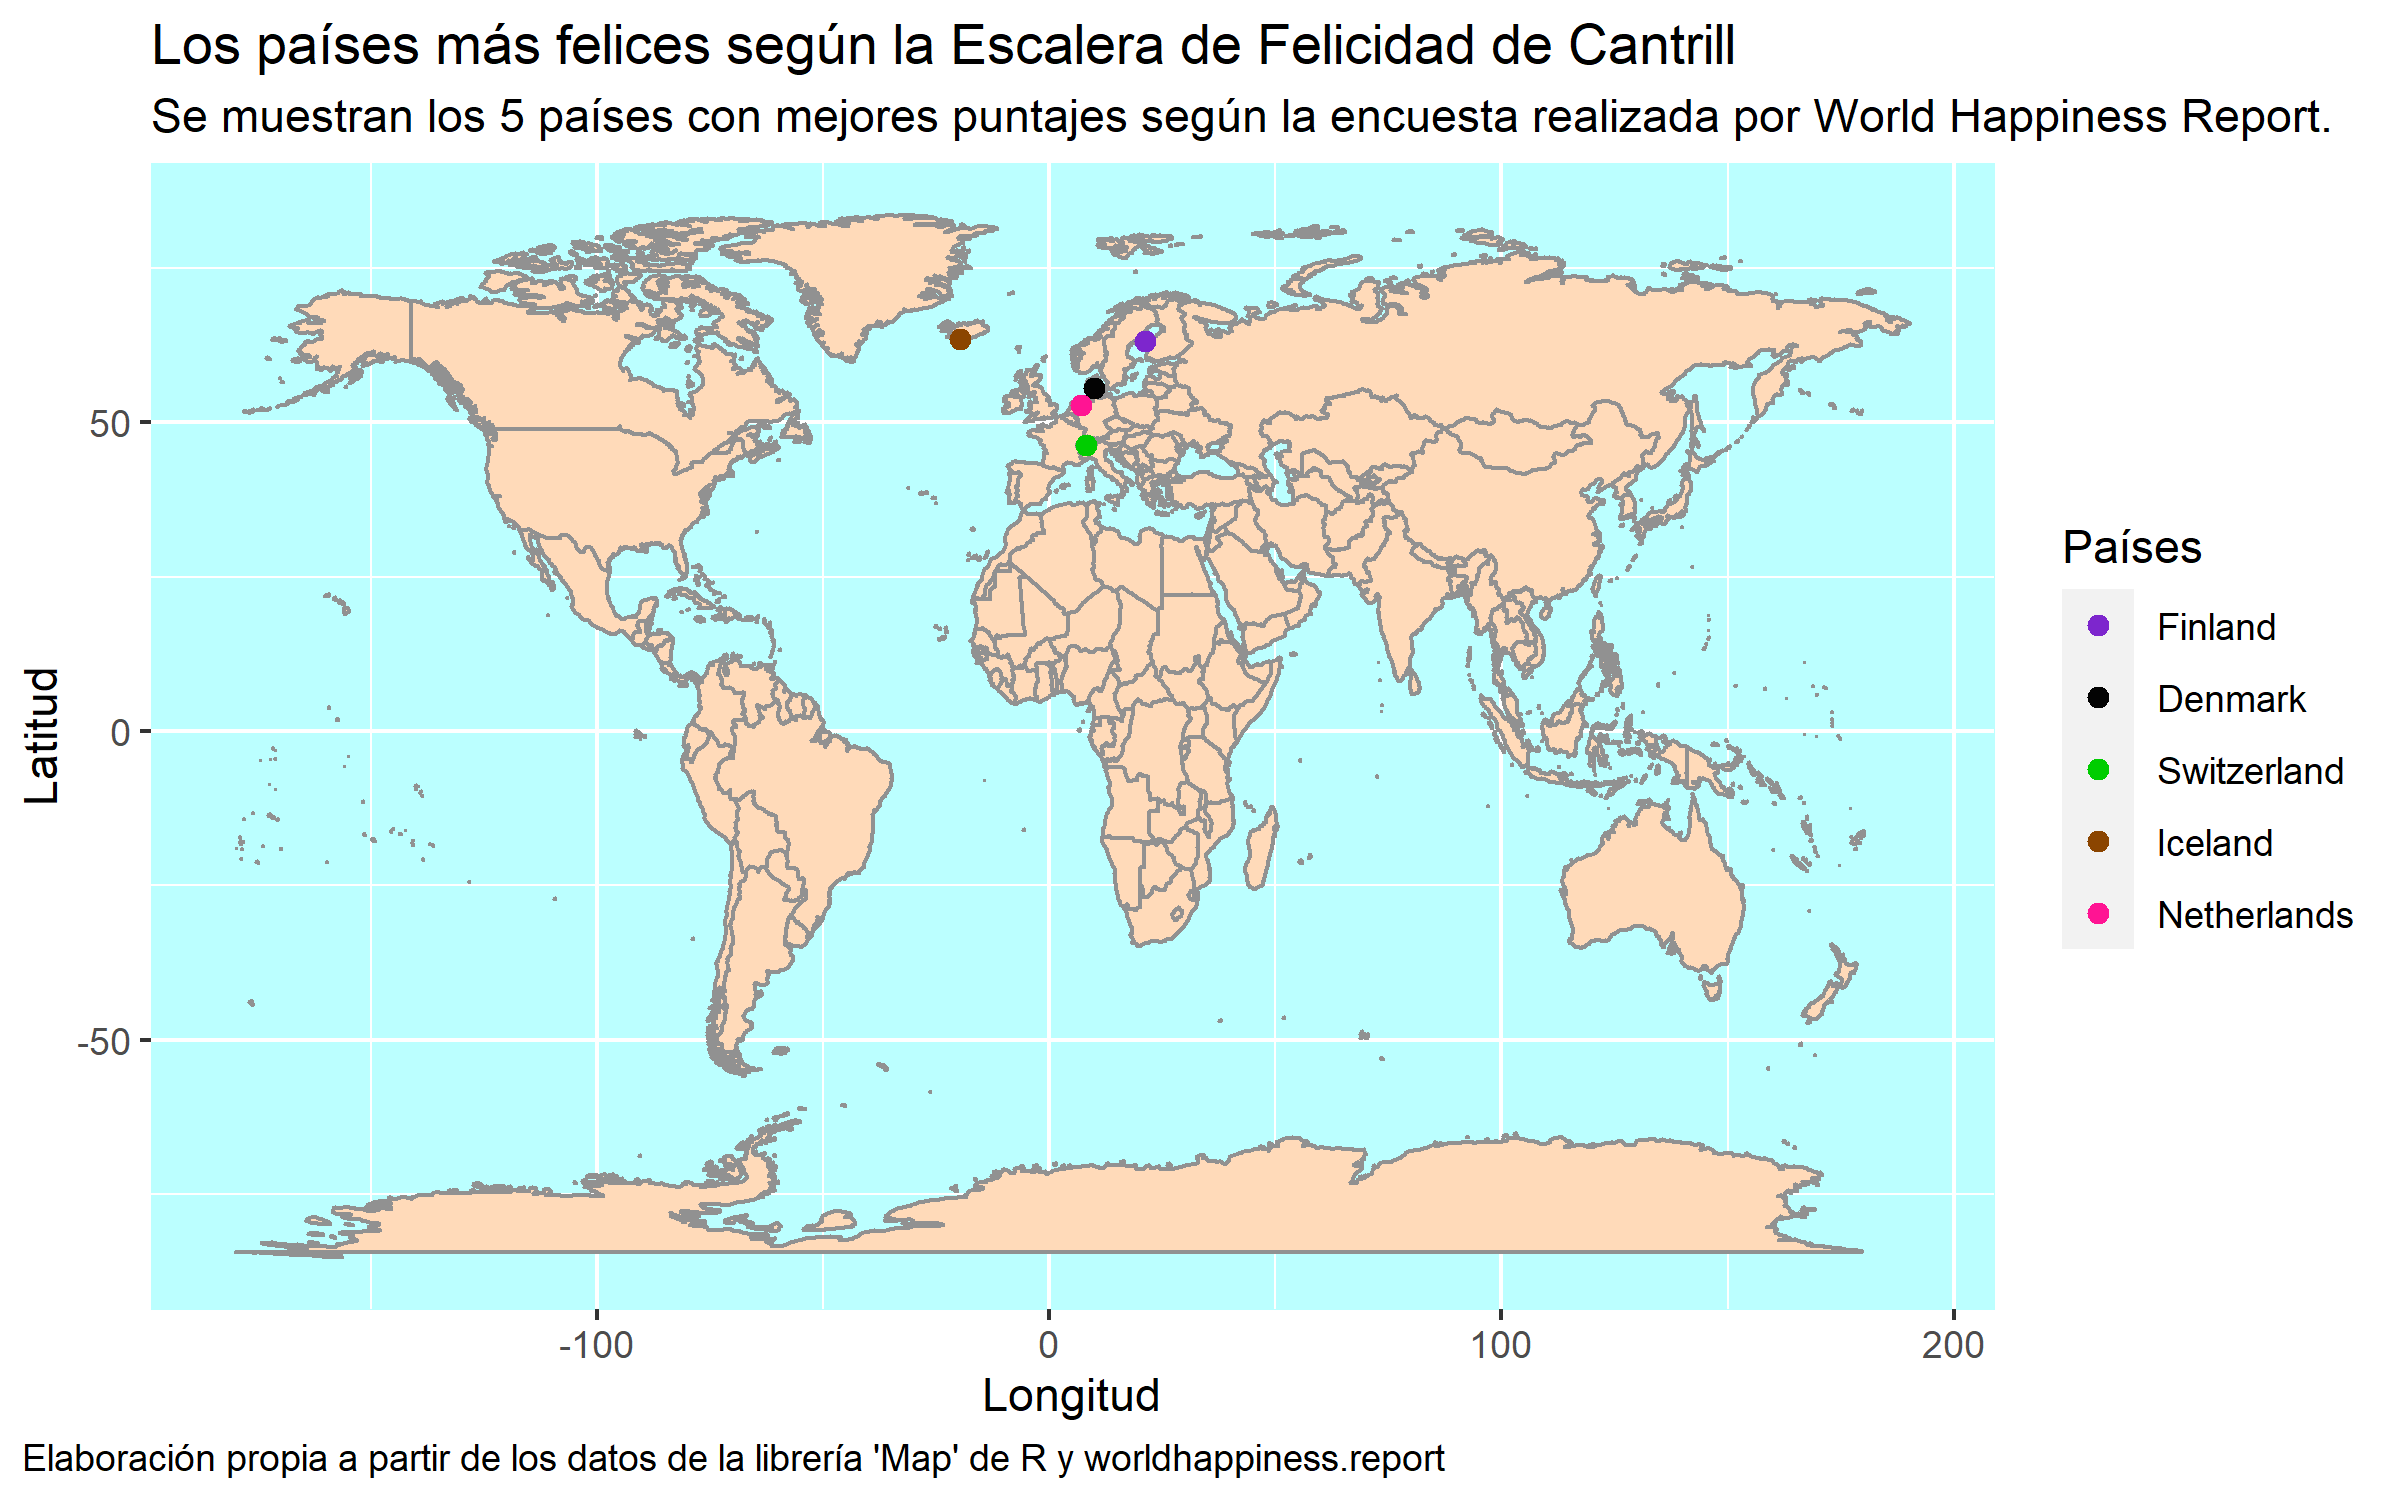 Los países más felices según la Escalera de Felicidad de Cantrill
Se muestran los 5 países con mejores puntajes según la encuesta realizada por World Happiness Report.
Latitud
50
0
-50
-100
0
100
200
Longitud
Países
Finland
Denmark
Switzerland
Iceland
Netherlands
Elaboración propia a partir de los datos de la librería 'Map' de R y worldhappiness.report